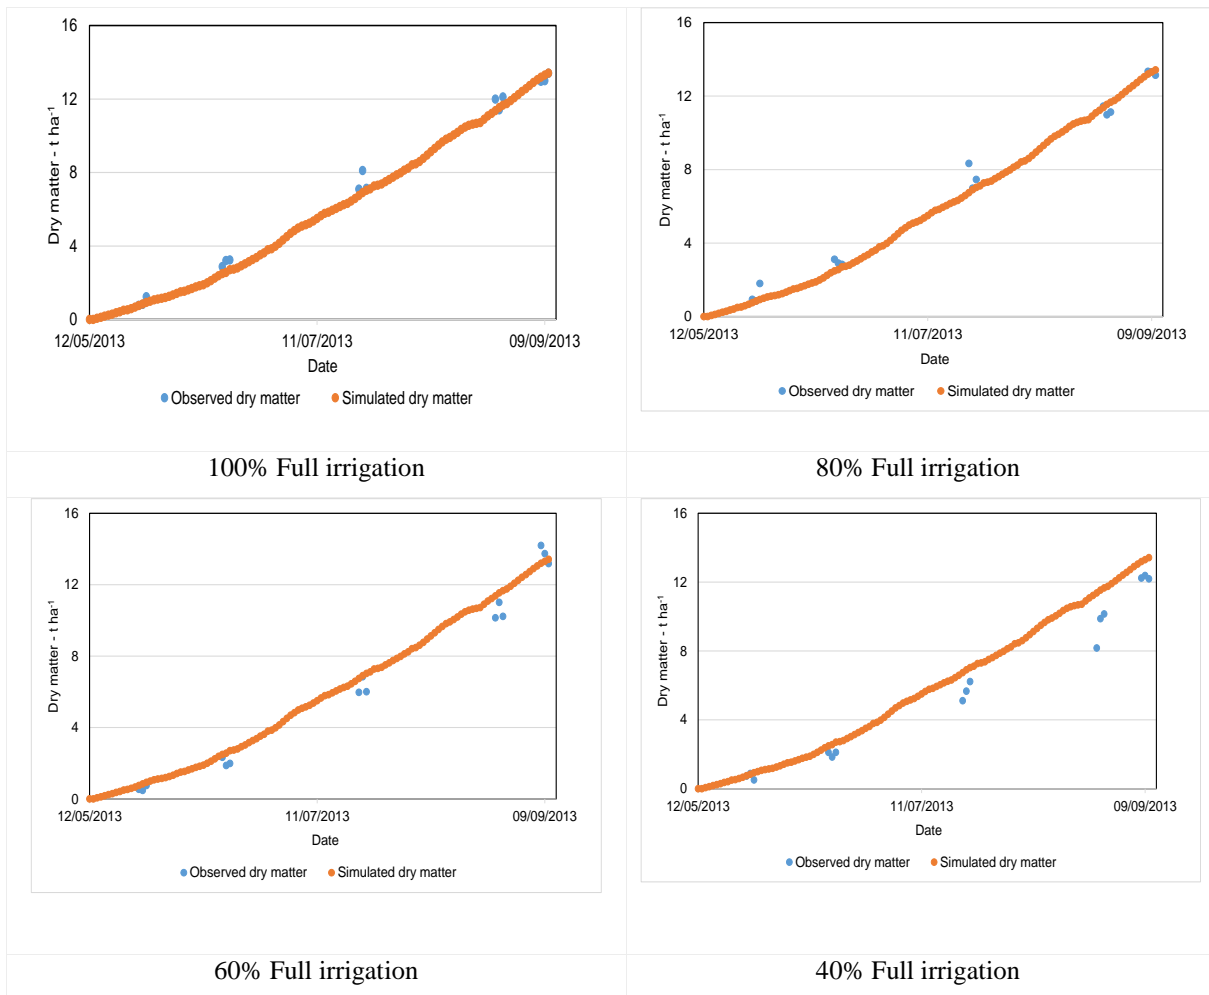 16
12
8
4
0
Dry matter - t ha⁻¹
12/05/2013 11/07/2013 09/09/2013
Date
Observed dry matter Simulated dry matter
100% Full irrigation
16
12
8
4
0
Dry matter - t ha⁻¹
12/05/2013 11/07/2013 09/09/2013
Date
Observed dry matter Simulated dry matter
80% Full irrigation
16
12
8
4
0
Dry matter - t ha⁻¹
12/05/2013 11/07/2013 09/09/2013
Date
Observed dry matter Simulated dry matter
60% Full irrigation
16
12
8
4
0
Dry matter - t ha⁻¹
12/05/2013 11/07/2013 09/09/2013
Date
Observed dry matter Simulated dry matter
40% Full irrigation